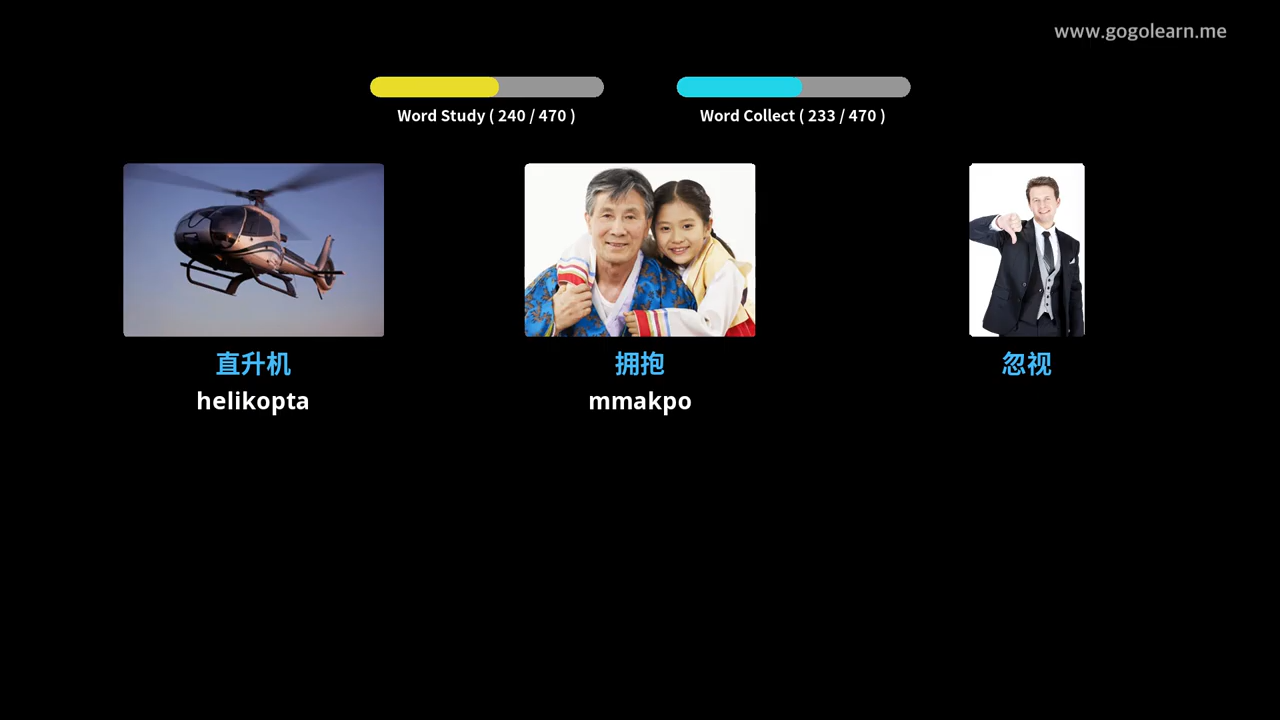 www.gogolearn.me
Word Study ( 240 / 470 )
Word Collect ( 233 / 470 )
直升机
helikopta
拥抱
mmakpo
忽视